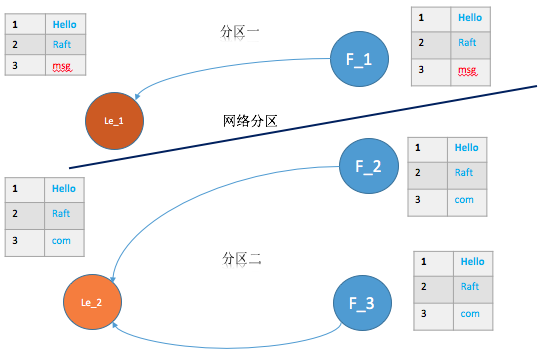 1 Hello
2 Raft
3 msg
分区一
F_1
1 Hello
2 Raft
3 msg
Le_1
网络分区
F_2
1 Hello
2 Raft
3 com
1 Hello
2 Raft
3 com
分区二
Le_2
F_3
1 Hello
2 Raft
3 com